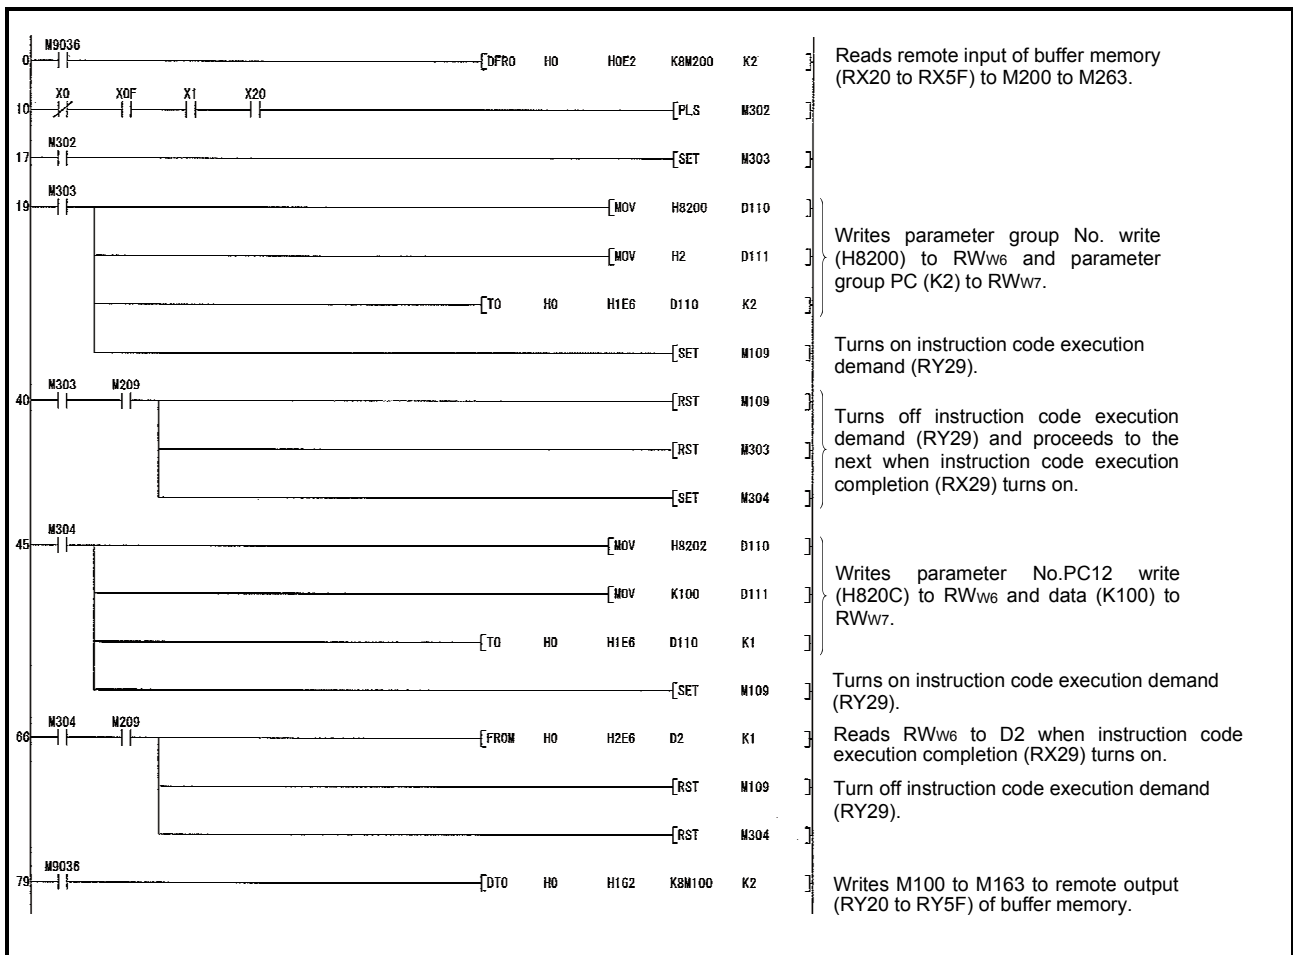 M9036
0 [DFRO H0 H0E2 K8M200 K2 ]
Reads remote input of buffer memory
(RX20 to RX5F) to M200 to M263.
X0 X0F X1 X20
10 [PLS M302 ]
M302
17 [SET M303 ]
M303
19 [MOV H8200 D110 ]
[MOV H2 D111 ]
[TO H0 H1E6 D110 K2 ]
Writes parameter group No. write
(H8200) to RWW6 and parameter
group PC (K2) to RWW7.
[SET M109 ]
Turns on instruction code execution
demand (RY29).
M303 M209
40 [RST M109 ]
[RST M303 ]
[SET M304 ]
Turns off instruction code execution
demand (RY29) and proceeds to the
next when instruction code execution
completion (RX29) turns on.
M304
45 [MOV H8202 D110 ]
[MOV K100 D111 ]
[TO H0 H1E6 D110 K1 ]
Writes parameter No.PC12 write
(H820C) to RWW6 and data (K100) to
RWW7.
[SET M109 ]
Turns on instruction code execution demand
(RY29).
M304 M209
66 [FROM H0 H2E6 D2 K1 ]
Reads RWW6 to D2 when instruction code
execution completion (RX29) turns on.
[RST M109 ]
[RST M304 ]
Turn off instruction code execution demand
(RY29).
M9036
79 [DTO H0 H162 K8M100 K2 ]
Writes M100 to M163 to remote output
(RY20 to RY5F) of buffer memory.